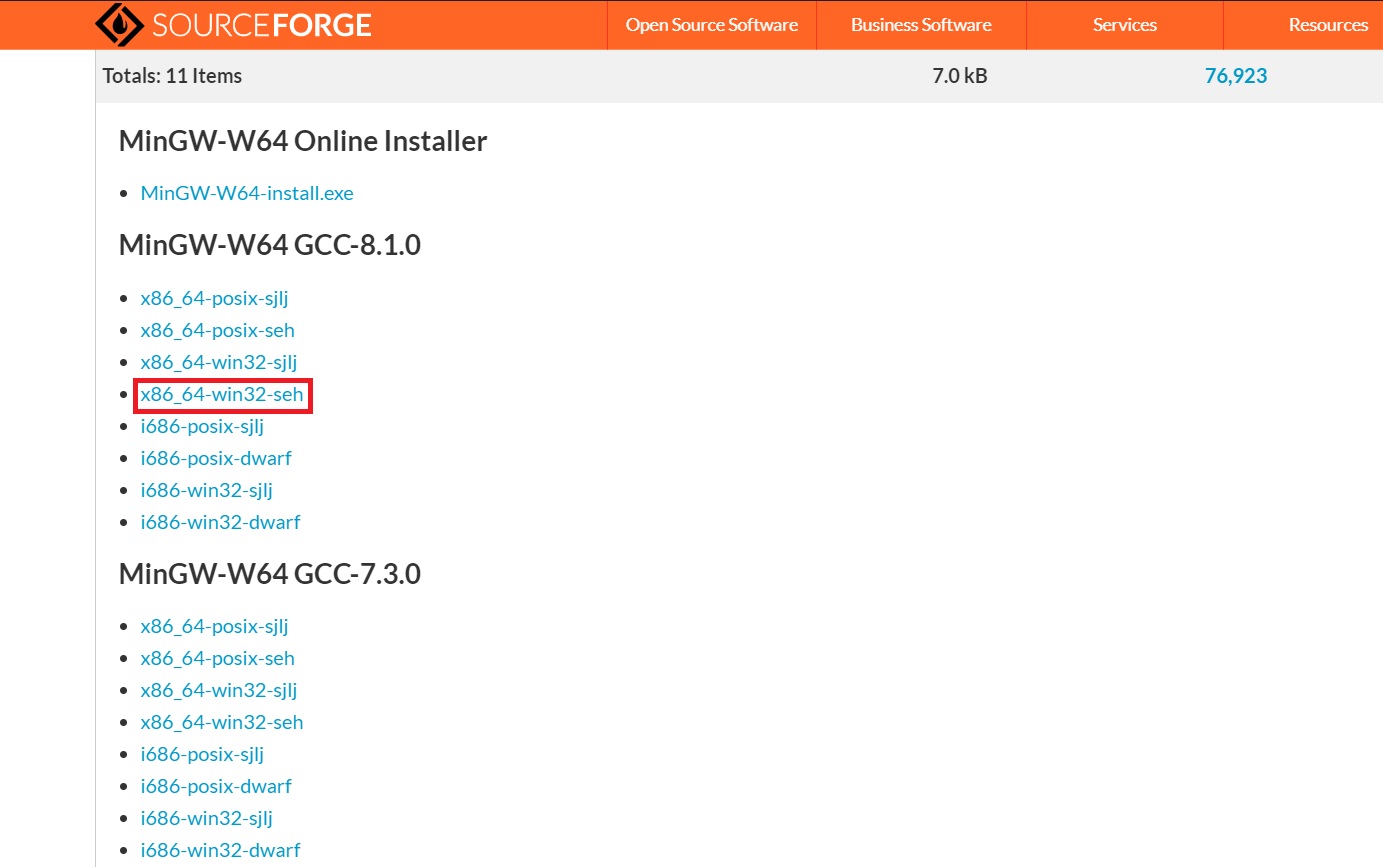 SOURCEFORGE Open Source Software Business Software Services Resources
Totals: 11 Items 7.0 kB 76,923
MinGW-W64 Online Installer
MinGW-W64-install.exe
MinGW-W64 GCC-8.1.0
x86_64-posix-sjlj
x86_64-posix-seh
x86_64-win32-sjlj
x86_64-win32-seh
i686-posix-sjlj
i686-posix-dwarf
i686-win32-sjlj
i686-win32-dwarf
MinGW-W64 GCC-7.3.0
x86_64-posix-sjlj
x86_64-posix-seh
x86_64-win32-sjlj
x86_64-win32-seh
i686-posix-sjlj
i686-posix-dwarf
i686-win32-sjlj
i686-win32-dwarf